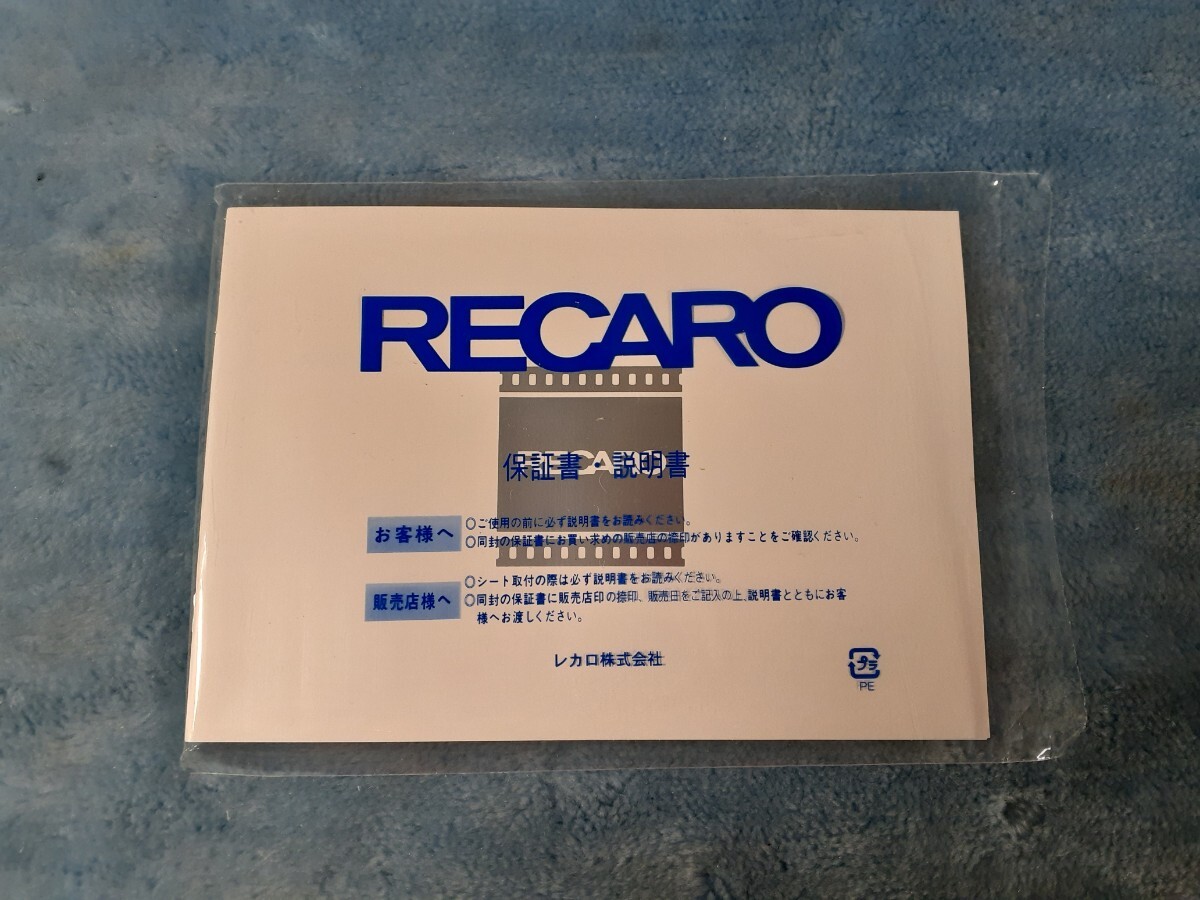 RECARO
RECARO
保証書・説明書
お客様へ
○ご使用の前に必ず説明書をお読みください。
○同封の保証書にお買い求めの販売店の捺印がありますことをご確認ください。
販売店様へ
○シート取付の際は必ず説明書をお読みください。
○同封の保証書に販売店印の捺印、販売日をご記入の上、説明書とともにお客
様へお渡しください。
レカロ株式会社
プラ
PE